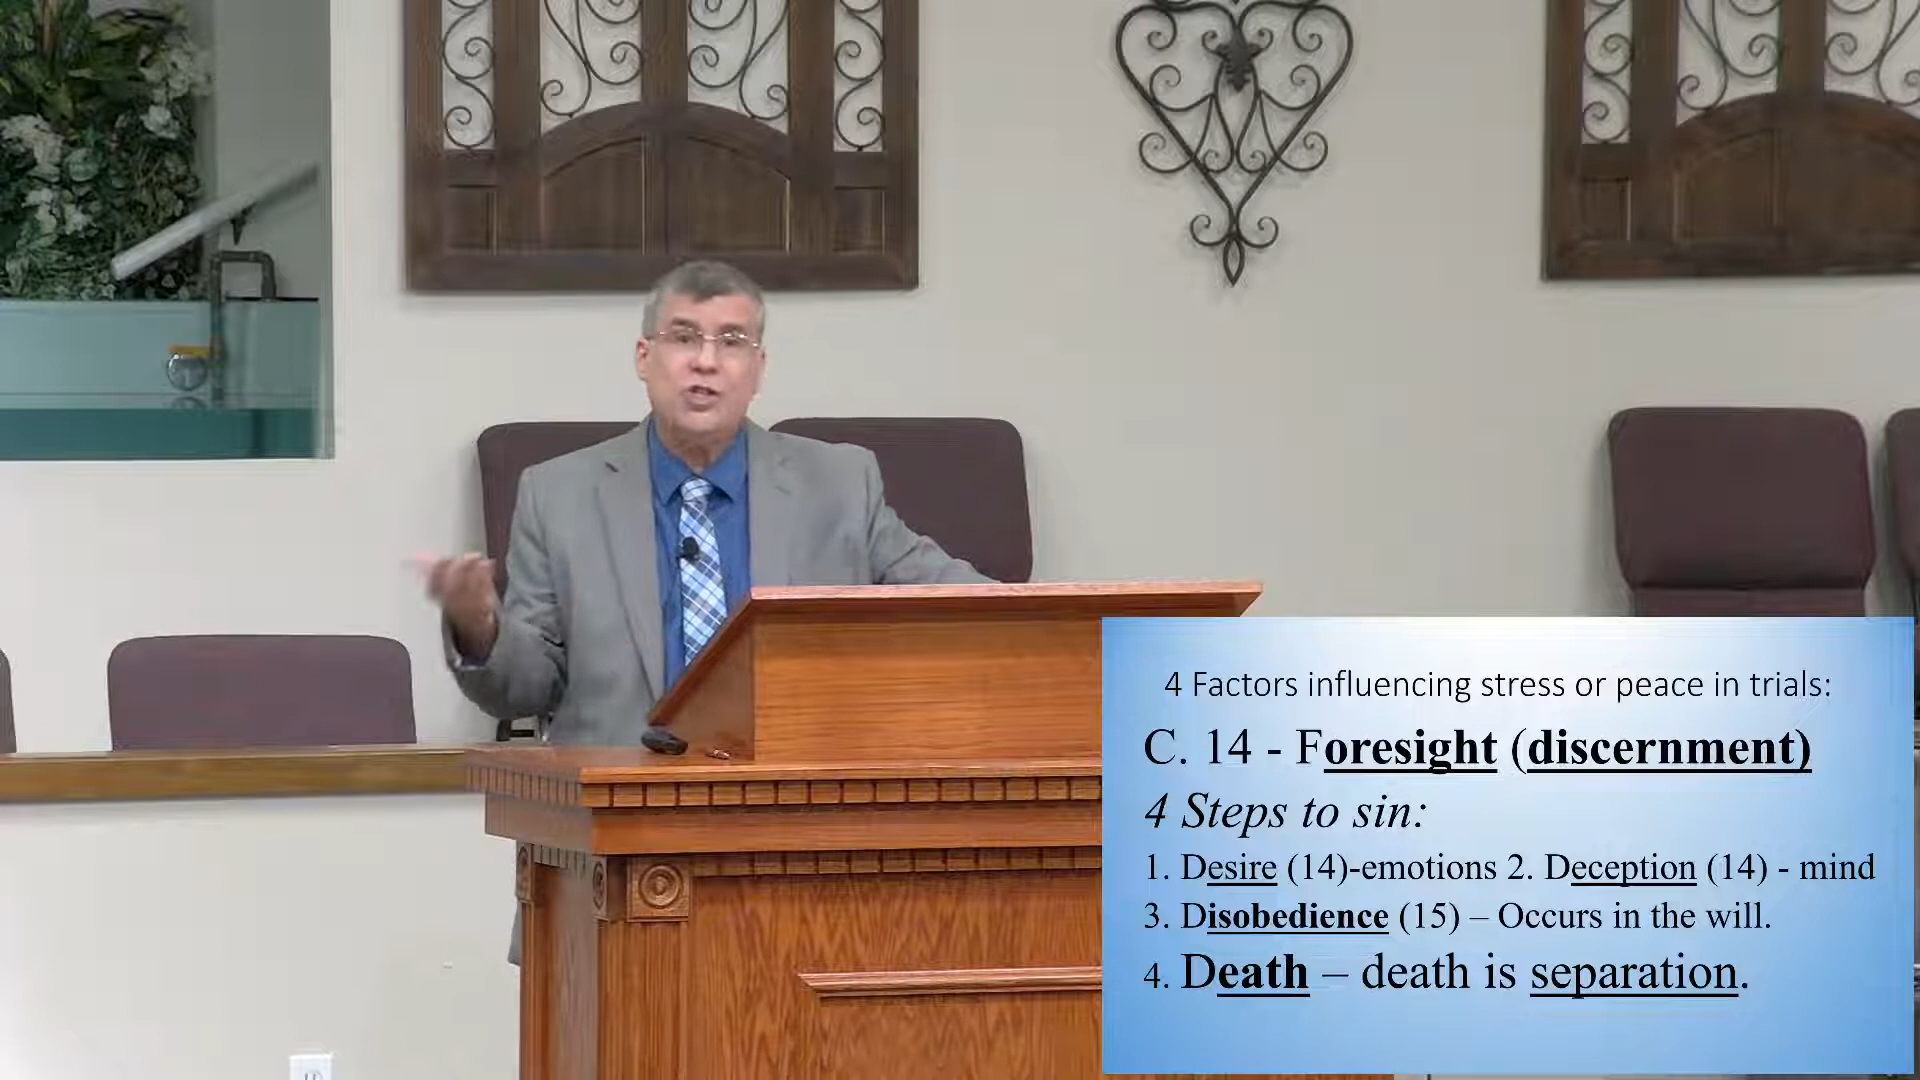 4 Factors influencing stress or peace in trials:
C. 14 - Foresight (discernment)
4 Steps to sin:
1. Desire (14)-emotions 2. Deception (14) - mind
3. Disobedience (15) – Occurs in the will.
4. Death – death is separation.